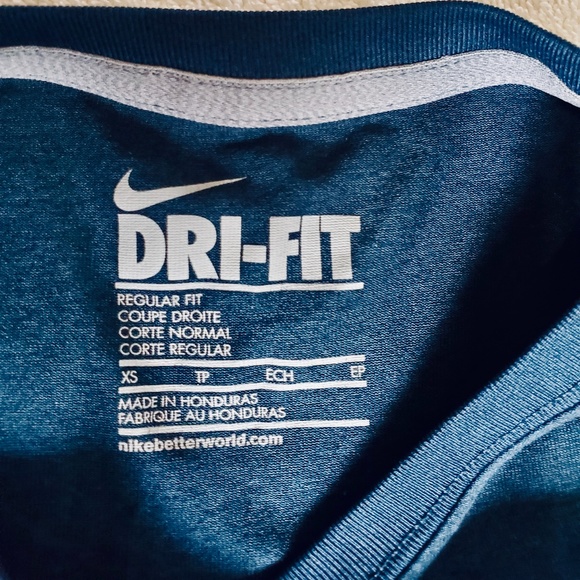 DRI-FIT
REGULAR FIT
COUPE DROITE
CORTE NORMAL
CORTE REGULAR
XS TP ECH EP
MADE IN HONDURAS
FABRIQUE AU HONDURAS
nikebetterworld.com